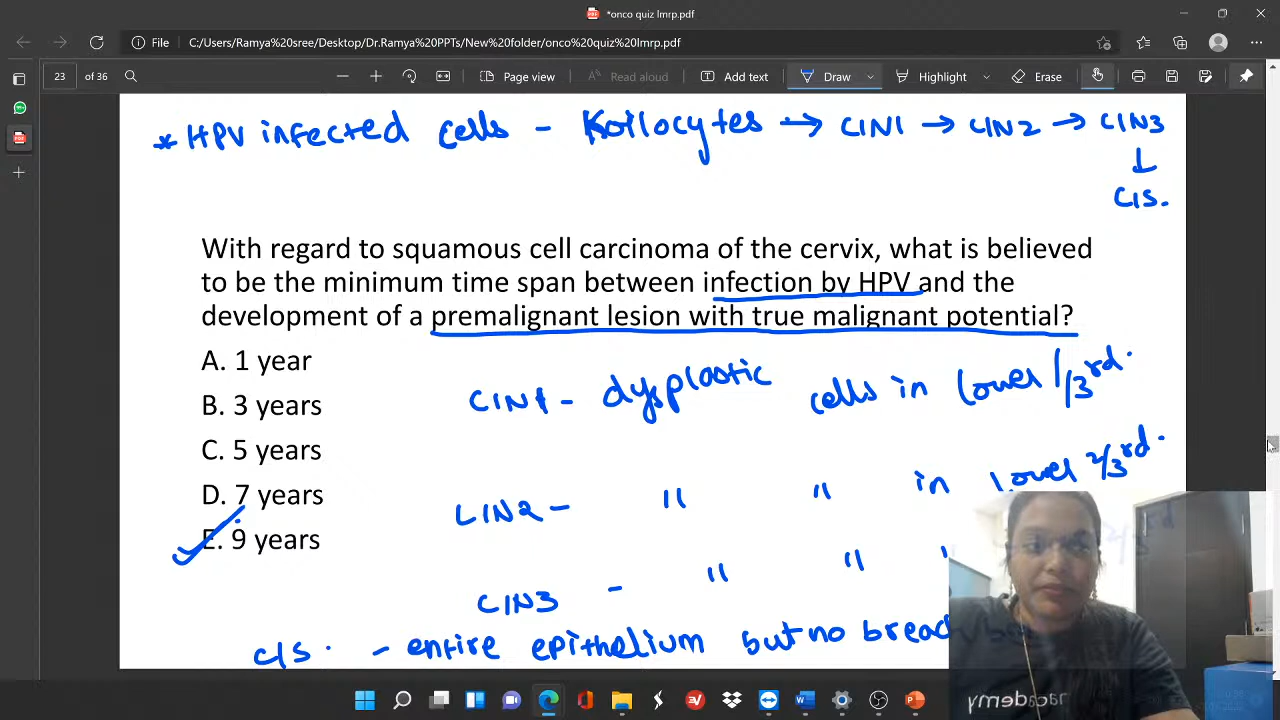 *onco quiz lmrp.pdf
File C:/Users/Ramya%20sree/Desktop/Dr.Ramya%20PPTs/New%20folder/onco%20quiz%20lmrp.pdf
23 of 36 Page view Read aloud Add text Draw Highlight Erase
* HPV infected cells - Koilocytes → CIN1 → CIN2 → CIN3
↓
CIS.
With regard to squamous cell carcinoma of the cervix, what is believed
to be the minimum time span between infection by HPV and the
development of a premalignant lesion with true malignant potential?
A. 1 year
B. 3 years
C. 5 years
D. 7 years
E. 9 years
CIN1 - dysplastic cells in lower 1/3rd.
CIN2 - " " in lower 2/3rd.
CIN3 - " " "
CIS. - entire epithelium but no breach